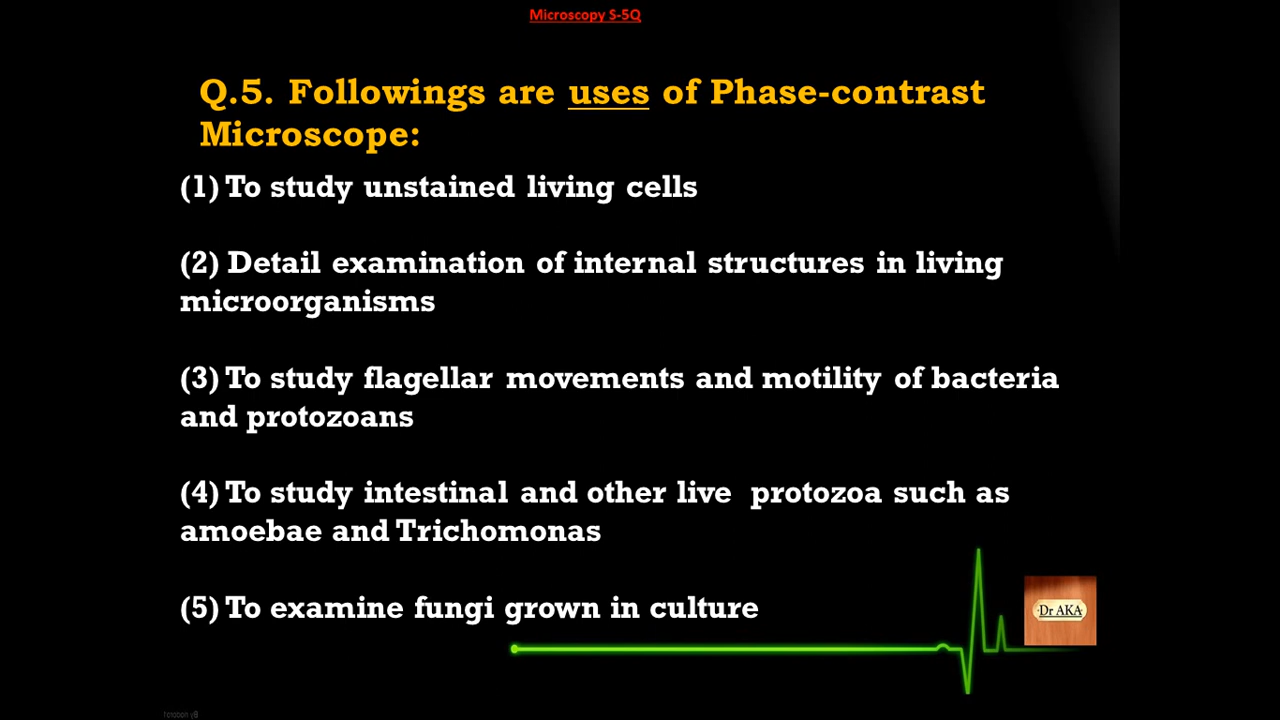 Microscopy S-5Q
Q.5. Followings are uses of Phase-contrast
Microscope:
(1) To study unstained living cells
(2) Detail examination of internal structures in living
microorganisms
(3) To study flagellar movements and motility of bacteria
and protozoans
(4) To study intestinal and other live protozoa such as
amoebae and Trichomonas
(5) To examine fungi grown in culture
Dr AKA